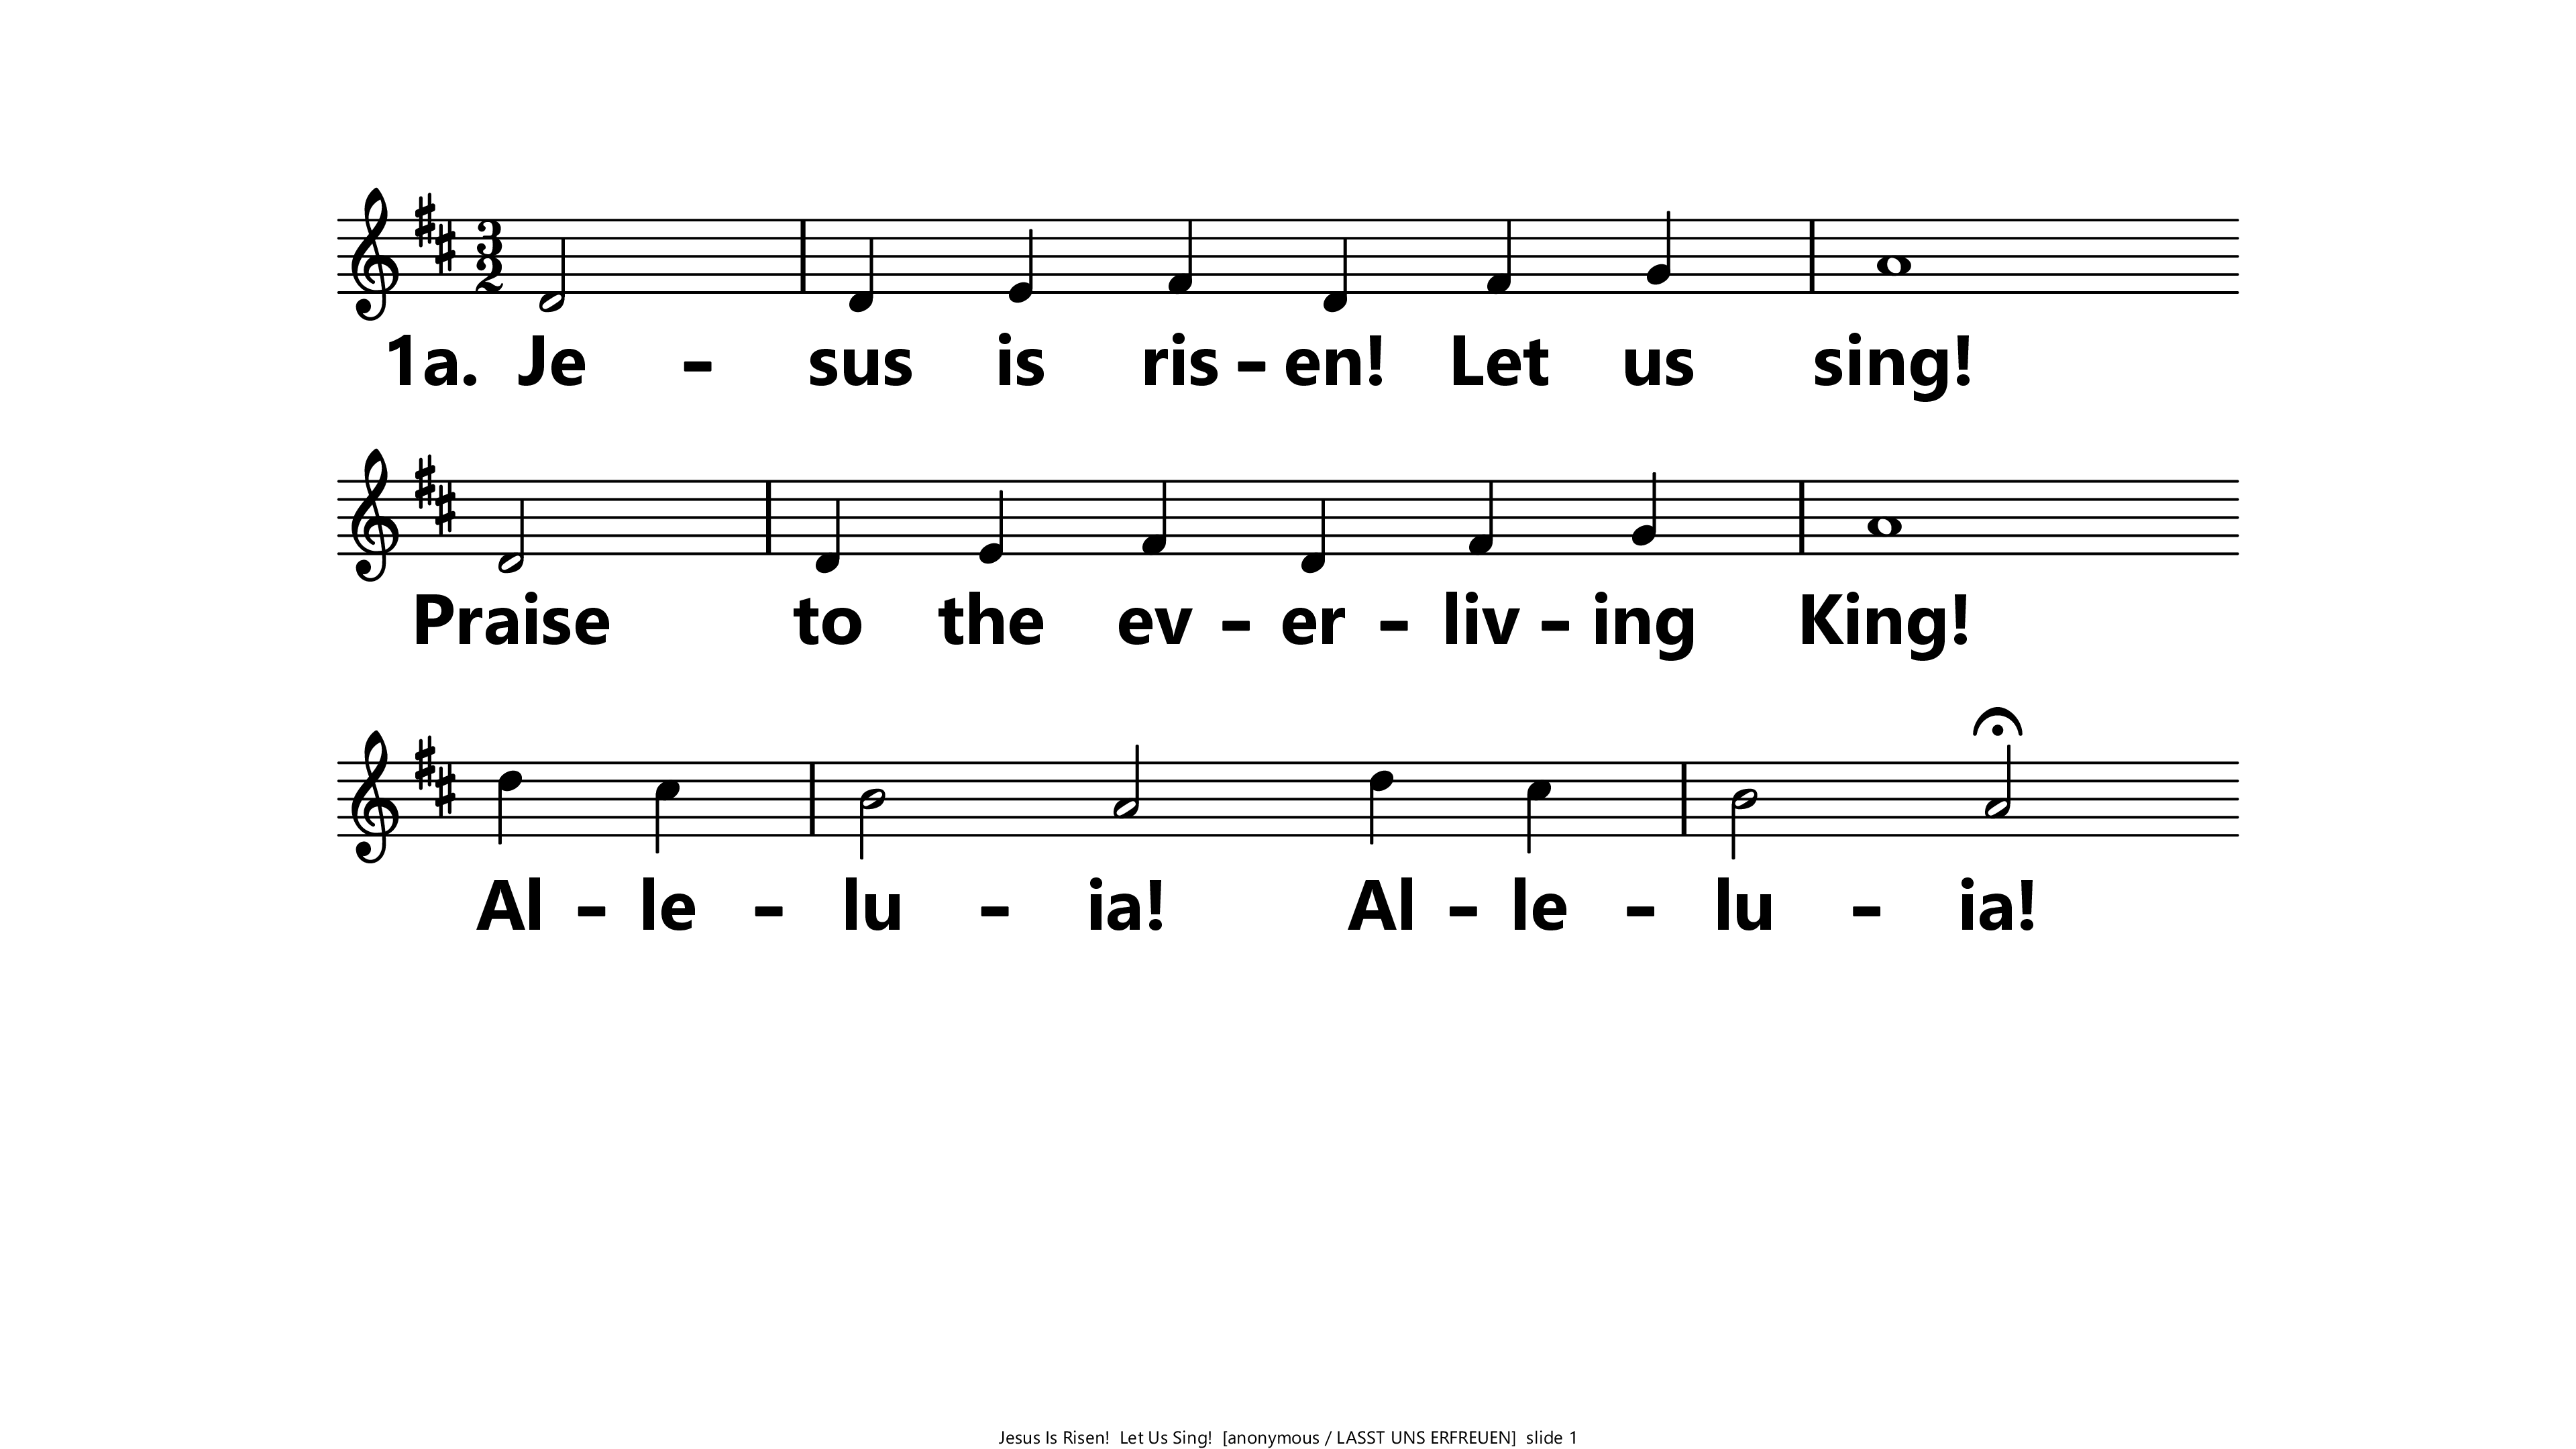 1a. Je - sus is ris - en! Let us sing!
Praise to the ev - er - liv - ing King!
Al - le - lu - ia! Al - le - lu - ia!
Jesus Is Risen! Let Us Sing! [anonymous / LASST UNS ERFREUEN] slide 1